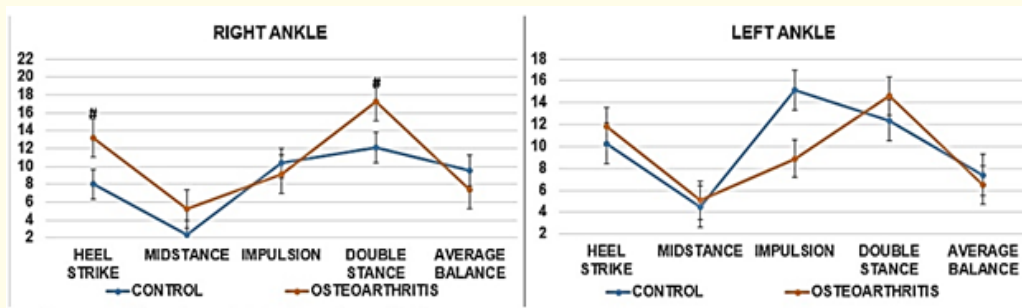 RIGHT ANKLE
22
20
18
16
14
12
10
8
6
4
2
#
#
HEEL STRIKE
MIDSTANCE
IMPULSION
DOUBLE STANCE
AVERAGE BALANCE
CONTROL
OSTEOARTHRITIS
LEFT ANKLE
18
16
14
12
10
8
6
4
2
HEEL STRIKE
MIDSTANCE
IMPULSION
DOUBLE STANCE
AVERAGE BALANCE
CONTROL
OSTEOARTHRITIS